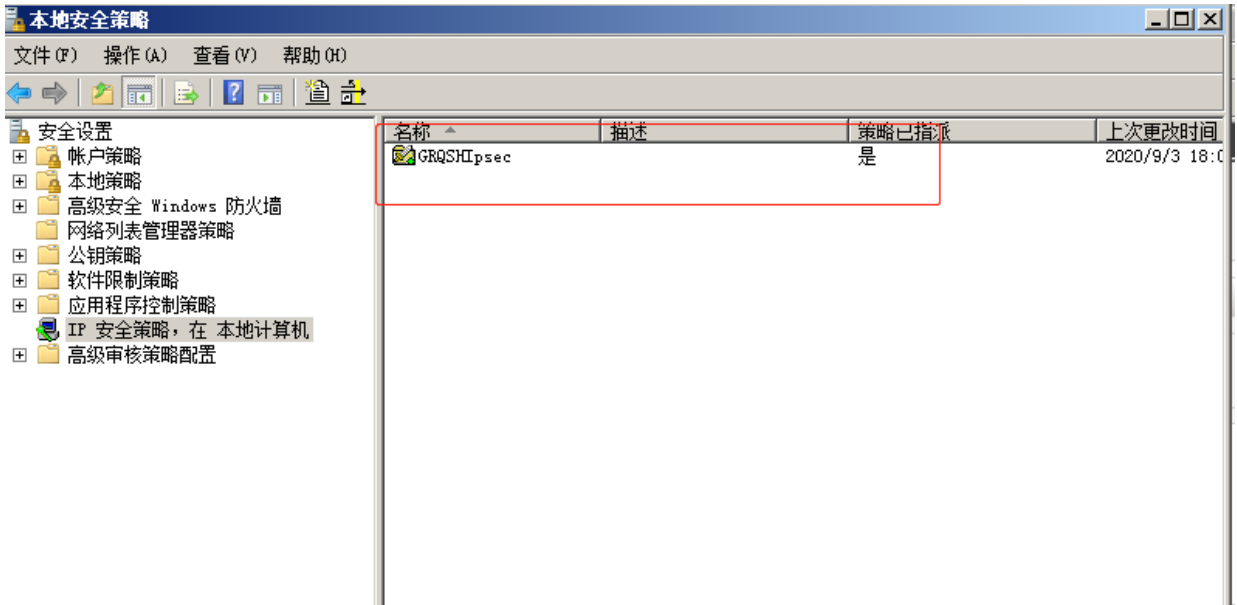 本地安全策略
文件(F) 操作(A) 查看(V) 帮助(H)
安全设置
帐户策略
本地策略
高级安全 Windows 防火墙
网络列表管理器策略
公钥策略
软件限制策略
应用程序控制策略
IP 安全策略，在 本地计算机
高级审核策略配置
名称 描述 策略已指派 上次更改时间
GRQSHIpsec 是 2020/9/3 18:0